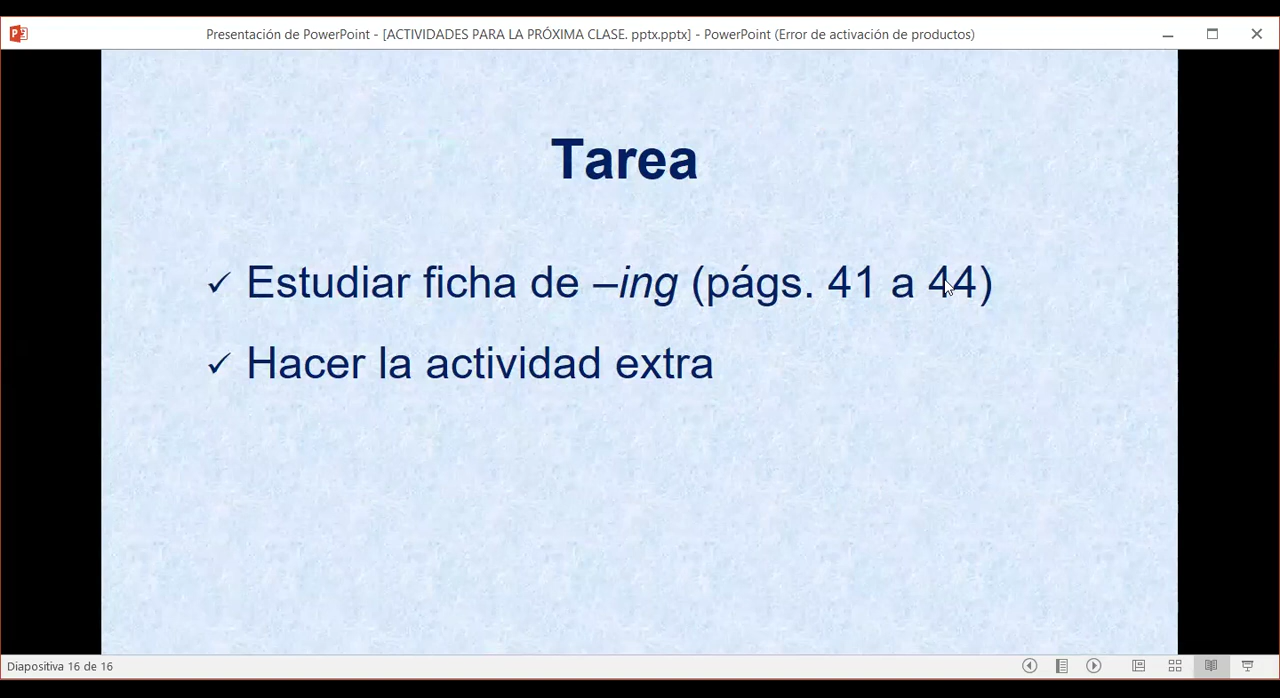 Presentación de PowerPoint - [ACTIVIDADES PARA LA PRÓXIMA CLASE. pptx.pptx] - PowerPoint (Error de activación de productos)
Tarea
✓ Estudiar ficha de –ing (págs. 41 a 44)
✓ Hacer la actividad extra
Diapositiva 16 de 16